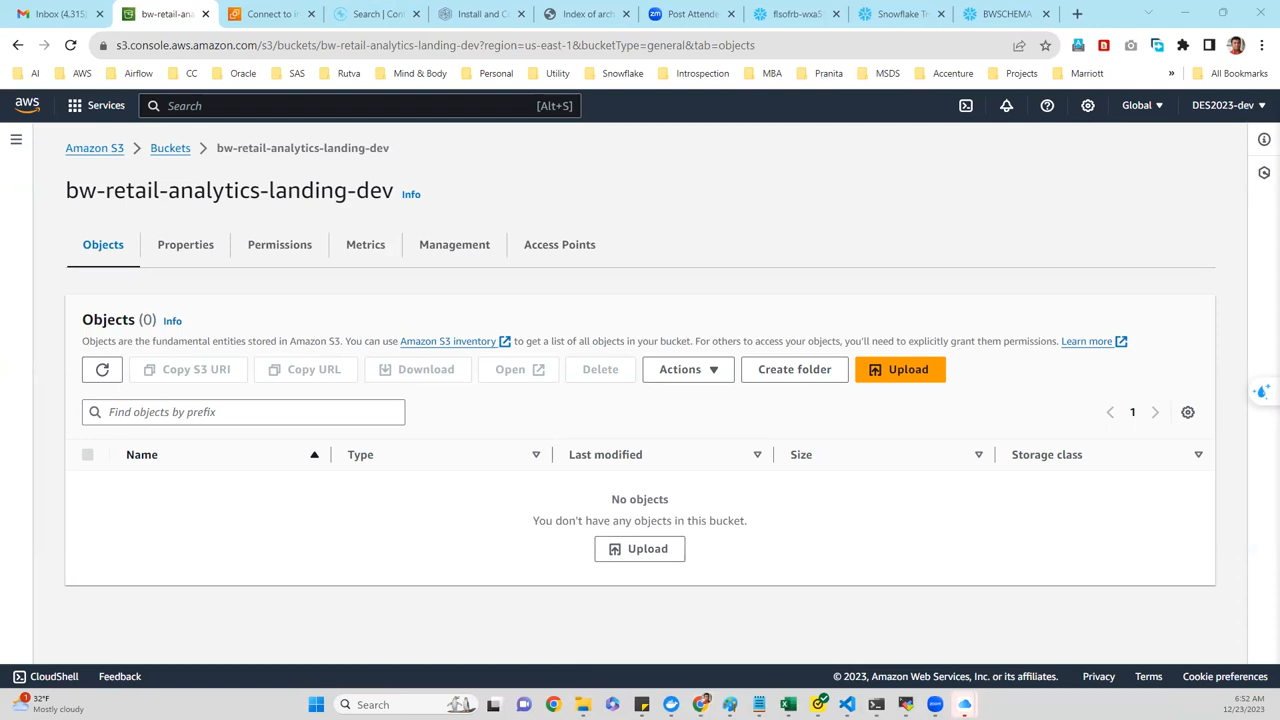 Inbox (4,315)
bw-retail-analytics
Connect to it
Search | Conf
Install and Co
Index of arch
Post Attende
flsofrb-wxa5
Snowflake Tr
BWSCHEMA
s3.console.aws.amazon.com/s3/buckets/bw-retail-analytics-landing-dev?region=us-east-1&bucketType=general&tab=objects
AI AWS Airflow CC Oracle SAS Rutva Mind & Body Personal Utility Snowflake Introspection MBA Pranita MSDS Accenture Projects Marriott » All Bookmarks
aws Services Search [Alt+S] Global DES2023-dev
Amazon S3 Buckets bw-retail-analytics-landing-dev
bw-retail-analytics-landing-dev Info
Objects Properties Permissions Metrics Management Access Points
Objects (0) Info
Objects are the fundamental entities stored in Amazon S3. You can use Amazon S3 inventory to get a list of all objects in your bucket. For others to access your objects, you'll need to explicitly grant them permissions. Learn more
Copy S3 URI Copy URL Download Open Delete Actions Create folder Upload
Find objects by prefix 1
Name Type Last modified Size Storage class
No objects
You don't have any objects in this bucket.
Upload
CloudShell Feedback © 2023, Amazon Web Services, Inc. or its affiliates. Privacy Terms Cookie preferences
32°F
Mostly cloudy
Search
6:52 AM
12/23/2023